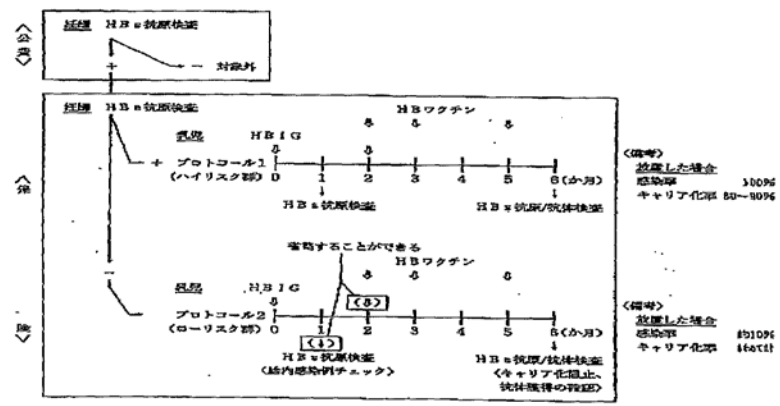 〈公費〉
妊婦 HBs抗原検査
+ - 対象外
〈保
険〉
妊婦 HBs抗原検査
HBワクチン
乳児 HBIG
+ プロトコール1
(ハイリスク群)
0 1 2 3 4 5 6(か月)
HBs抗原検査 HBs抗原/抗体検査
〈備考〉
放置した場合
感染率 100%
キャリア化率 80〜90%
省略することができる
HBワクチン
-
乳児 HBIG
(⇩)
プロトコール2
(ローリスク群)
0 1 2 3 4 5 6(か月)
(↓)
HBs抗原検査 HBs抗原/抗体検査
(胎内感染例チェック) 〈キャリア化阻止、
抗体獲得の確認〉
〈備考〉
放置した場合
感染率 約10%
キャリア化率